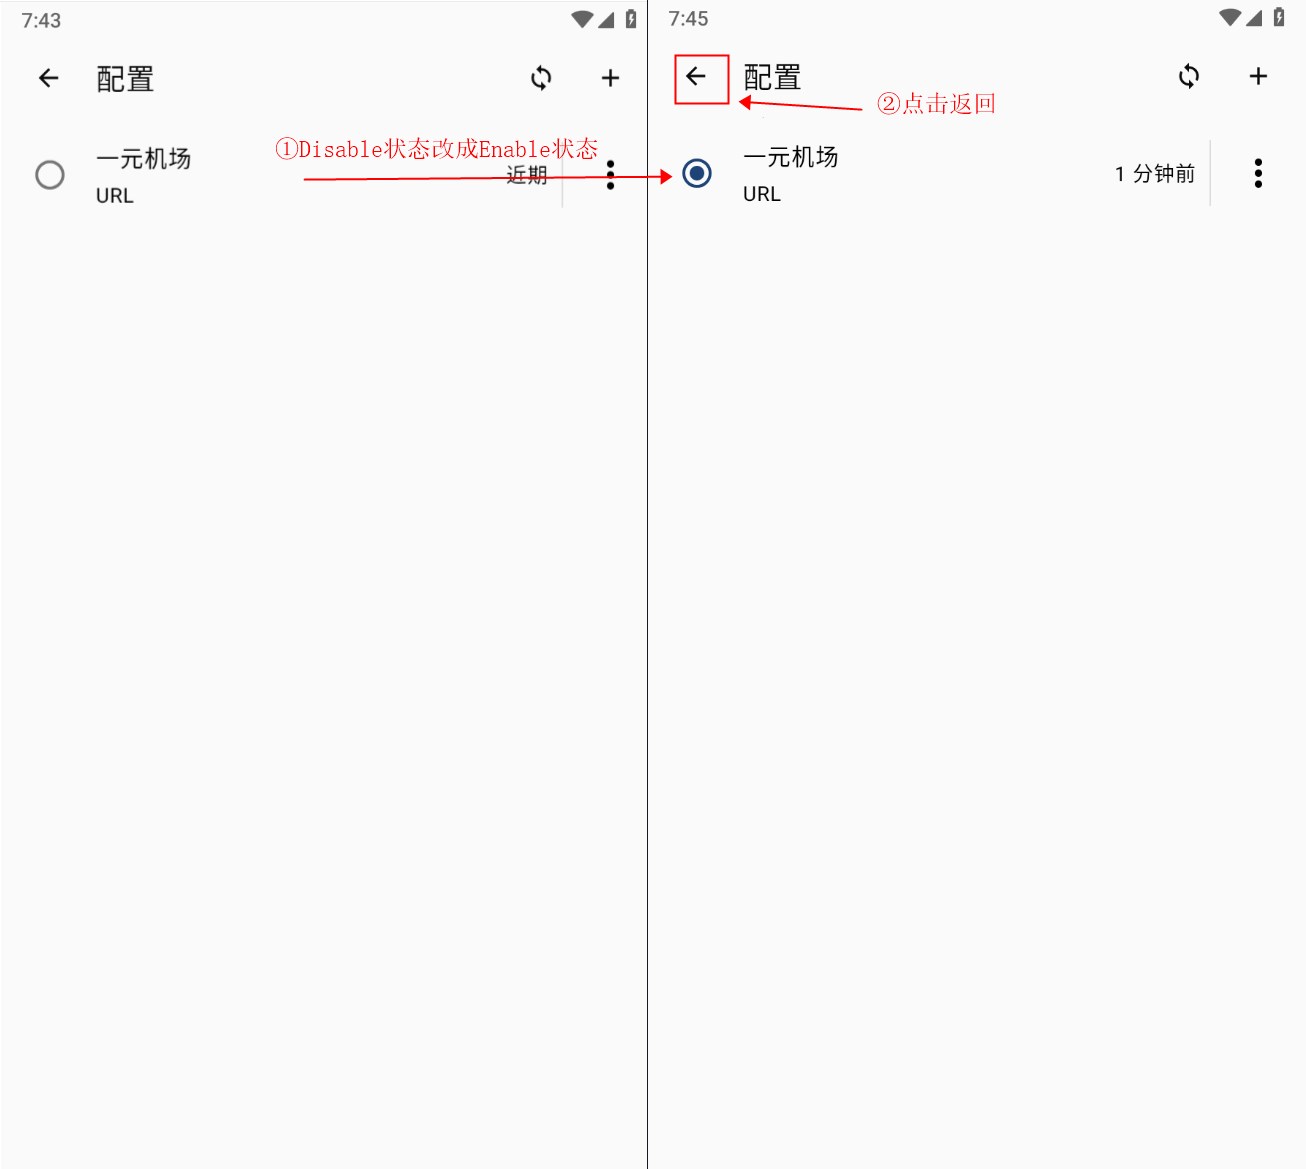 7:43
配置
①Disable状态改成Enable状态
一元机场
近期
URL
7:45
配置
②点击返回
一元机场
1 分钟前
URL